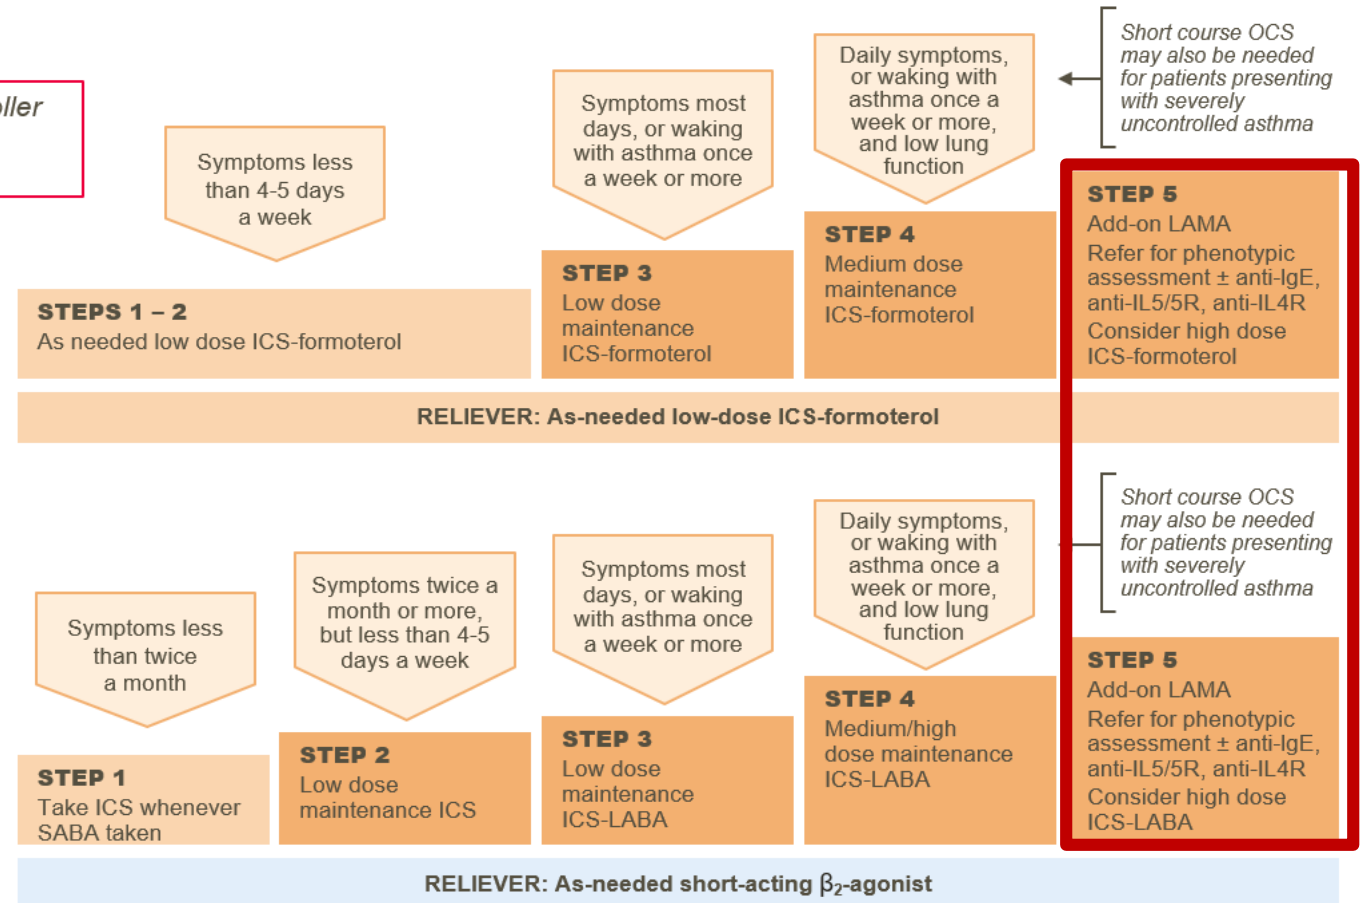 oller
Symptoms less
than 4-5 days
a week
Symptoms most
days, or waking
with asthma once
a week or more
Daily symptoms,
or waking with
asthma once a
week or more,
and low lung
function
Short course OCS
may also be needed
for patients presenting
with severely
uncontrolled asthma
STEPS 1 – 2
As needed low dose ICS-formoterol
STEP 3
Low dose
maintenance
ICS-formoterol
STEP 4
Medium dose
maintenance
ICS-formoterol
STEP 5
Add-on LAMA
Refer for phenotypic
assessment ± anti-IgE,
anti-IL5/5R, anti-IL4R
Consider high dose
ICS-formoterol
RELIEVER: As-needed low-dose ICS-formoterol
Symptoms less
than twice
a month
Symptoms twice a
month or more,
but less than 4-5
days a week
Symptoms most
days, or waking
with asthma once
a week or more
Daily symptoms,
or waking with
asthma once a
week or more,
and low lung
function
Short course OCS
may also be needed
for patients presenting
with severely
uncontrolled asthma
STEP 1
Take ICS whenever
SABA taken
STEP 2
Low dose
maintenance ICS
STEP 3
Low dose
maintenance
ICS-LABA
STEP 4
Medium/high
dose maintenance
ICS-LABA
STEP 5
Add-on LAMA
Refer for phenotypic
assessment ± anti-IgE,
anti-IL5/5R, anti-IL4R
Consider high dose
ICS-LABA
RELIEVER: As-needed short-acting β₂-agonist